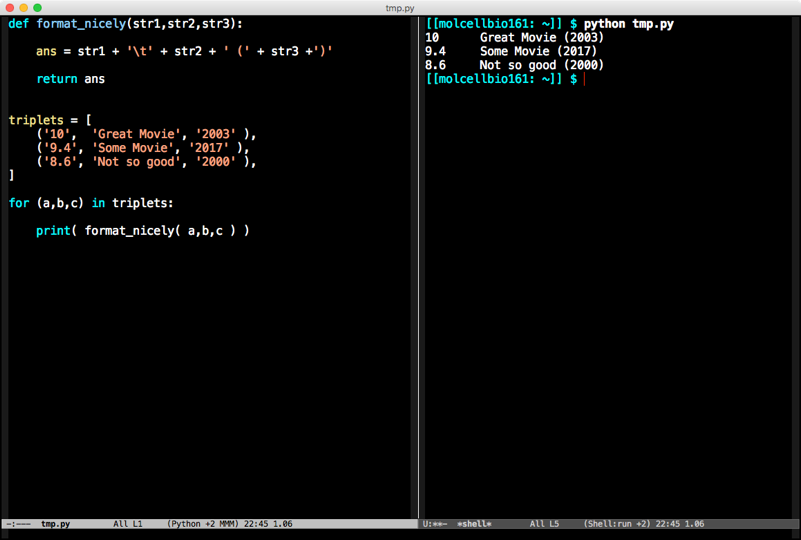 tmp.py
def format_nicely(str1,str2,str3):
ans = str1 + '\t' + str2 + ' (' + str3 +')'
return ans
triplets = [
('10',  'Great Movie', '2003' ),
('9.4', 'Some Movie', '2017' ),
('8.6', 'Not so good', '2000' ),
]
for (a,b,c) in triplets:
print( format_nicely( a,b,c ) )
-:--- tmp.py All L1 (Python +2 MMM) 22:45 1.06
[[molcellbio161: ~]] $ python tmp.py
10 Great Movie (2003)
9.4 Some Movie (2017)
8.6 Not so good (2000)
[[molcellbio161: ~]] $
U:**- *shell* All L5 (Shell:run +2) 22:45 1.06